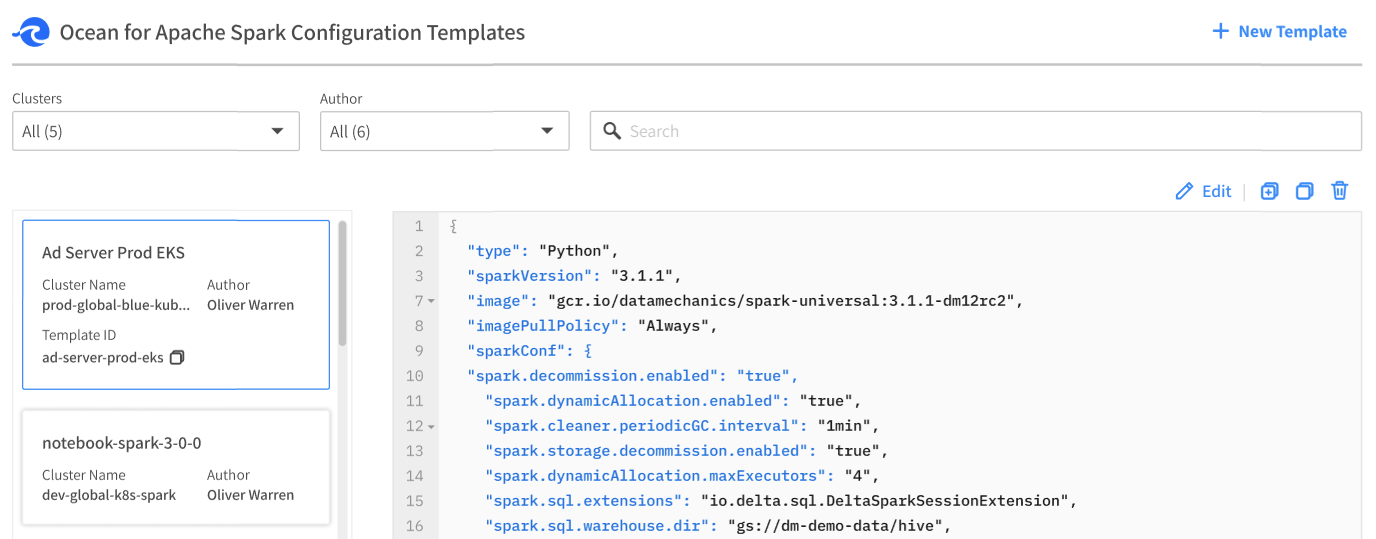 Ocean for Apache Spark Configuration Templates
+ New Template
Clusters
Author
All (5)
All (6)
Search
Edit
Ad Server Prod EKS
Cluster Name
Author
prod-global-blue-kub...
Oliver Warren
Template ID
ad-server-prod-eks
notebook-spark-3-0-0
Cluster Name
Author
dev-global-k8s-spark
Oliver Warren
1 {
2 "type": "Python",
3 "sparkVersion": "3.1.1",
7 "image": "gcr.io/datamechanics/spark-universal:3.1.1-dm12rc2",
8 "imagePullPolicy": "Always",
9 "sparkConf": {
10 "spark.decommission.enabled": "true",
11 "spark.dynamicAllocation.enabled": "true",
12 "spark.cleaner.periodicGC.interval": "1min",
13 "spark.storage.decommission.enabled": "true",
14 "spark.dynamicAllocation.maxExecutors": "4",
15 "spark.sql.extensions": "io.delta.sql.DeltaSparkSessionExtension",
16 "spark.sql.warehouse.dir": "gs://dm-demo-data/hive",